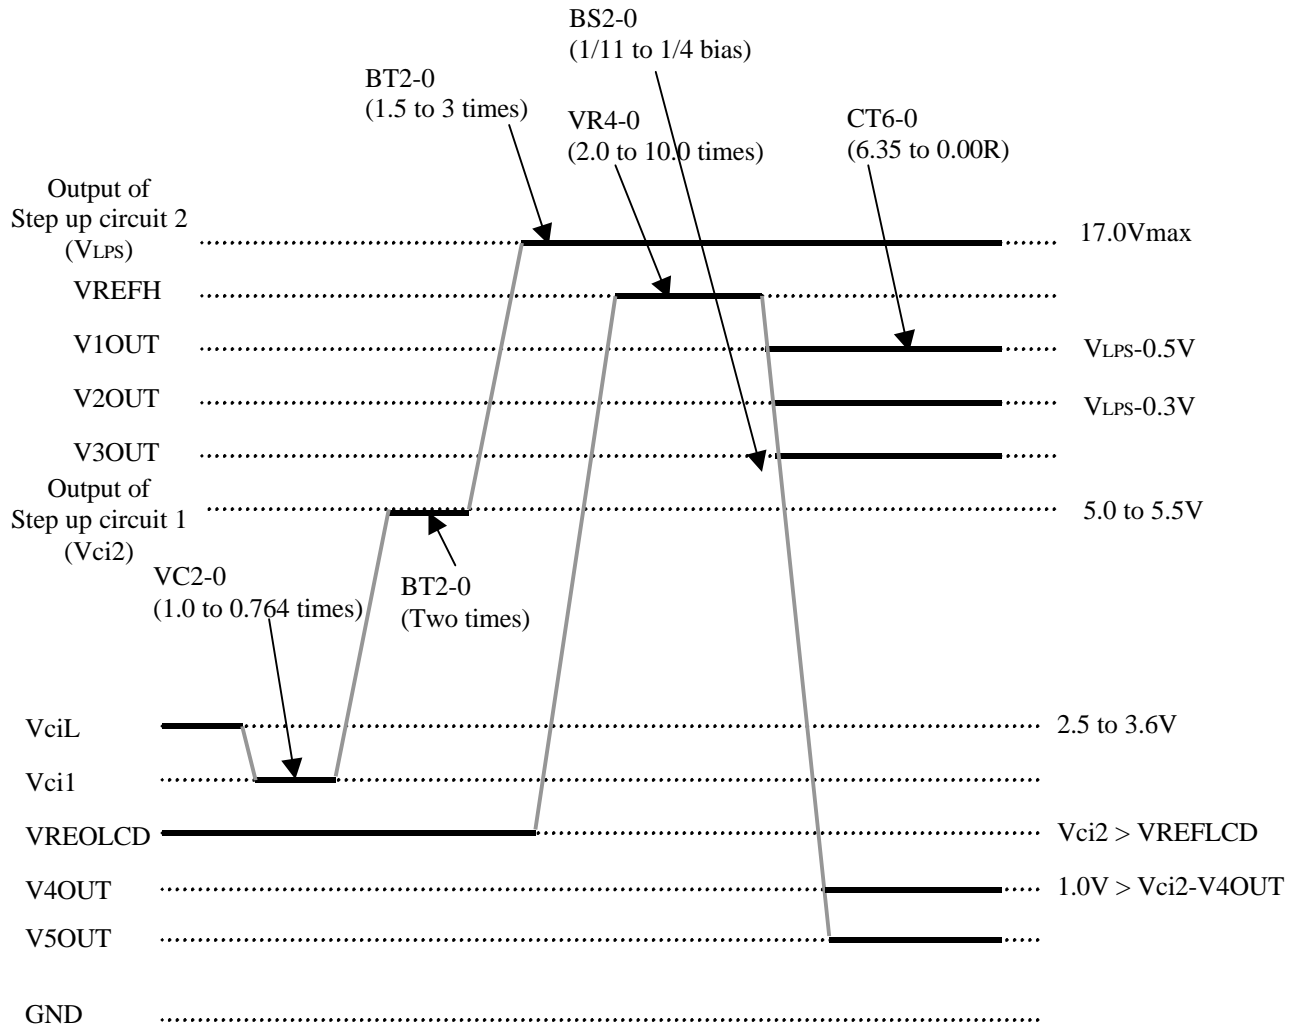 BS2-0
(1/11 to 1/4 bias)
BT2-0
(1.5 to 3 times)
VR4-0
(2.0 to 10.0 times)
CT6-0
(6.35 to 0.00R)
Output of
Step up circuit 2
(VLPS)
17.0Vmax
VREFH
V1OUT
VLPS-0.5V
V2OUT
VLPS-0.3V
V3OUT
Output of
Step up circuit 1
(Vci2)
5.0 to 5.5V
VC2-0
(1.0 to 0.764 times)
BT2-0
(Two times)
VciL
2.5 to 3.6V
Vci1
VREOLCD
Vci2 > VREFLCD
V4OUT
1.0V > Vci2-V4OUT
V5OUT
GND